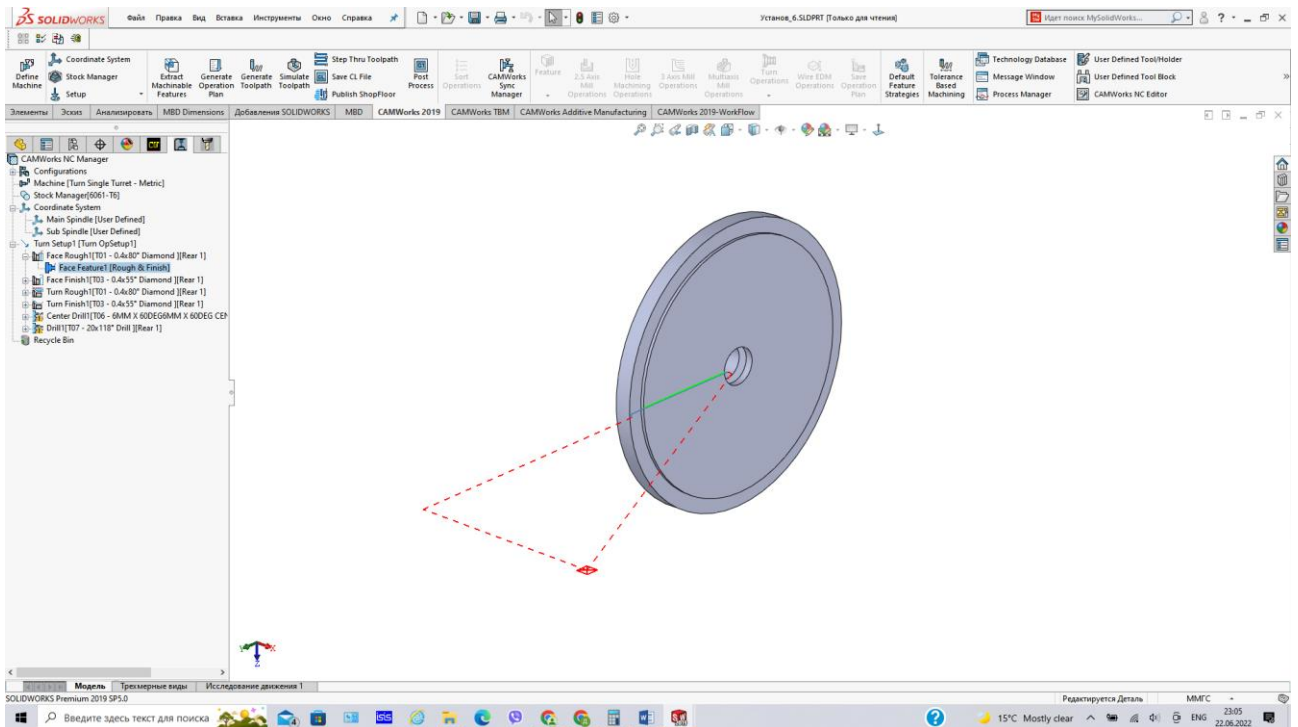 SOLIDWORKS Файл Правка Вид Вставка Инструменты Окно Справка Установ_6.SLDPRT [Только для чтения] Идет поиск MySolidWorks...
Define Machine
Coordinate System
Stock Manager
Setup
Extract Machinable Features
Generate Operation Plan
Generate Toolpath
Simulate Toolpath
Step Thru Toolpath
Save CL File
Publish ShopFloor
Post Process
Sort Operations
CAMWorks Sync Manager
Feature
2.5 Axis Mill Operations
Hole Machining Operations
3 Axis Mill Operations
Multiaxis Mill Operations
Turn Operations
Wire EDM Operations
Save Operation Plan
Default Feature Strategies
Tolerance Based Machining
Technology Database
Message Window
Process Manager
User Defined Tool/Holder
User Defined Tool Block
CAMWorks NC Editor
Элементы Эскиз Анализировать MBD Dimensions Добавления SOLIDWORKS MBD CAMWorks 2019 CAMWorks TBM CAMWorks Additive Manufacturing CAMWorks 2019-WorkFlow
CAMWorks NC Manager
Configurations
Machine [Turn Single Turret - Metric]
Stock Manager[6061-T6]
Coordinate System
Main Spindle [User Defined]
Sub Spindle [User Defined]
Turn Setup1 [Turn OpSetup1]
Face Rough1[T01 - 0.4x80° Diamond ][Rear 1]
Face Feature1 [Rough & Finish]
Face Finish1[T03 - 0.4x55° Diamond ][Rear 1]
Turn Rough1[T01 - 0.4x80° Diamond ][Rear 1]
Turn Finish1[T03 - 0.4x55° Diamond ][Rear 1]
Center Drill1[T06 - 6MM X 60DEG6MM X 60DEG CEN
Drill1[T07 - 20x118° Drill ][Rear 1]
Recycle Bin
Y X
Z
Модель Трехмерные виды Исследование движения 1
SOLIDWORKS Premium 2019 SP5.0 Редактируется Деталь ММГС
Введите здесь текст для поиска 15°C Mostly clear ENG 23:05
22.06.2022